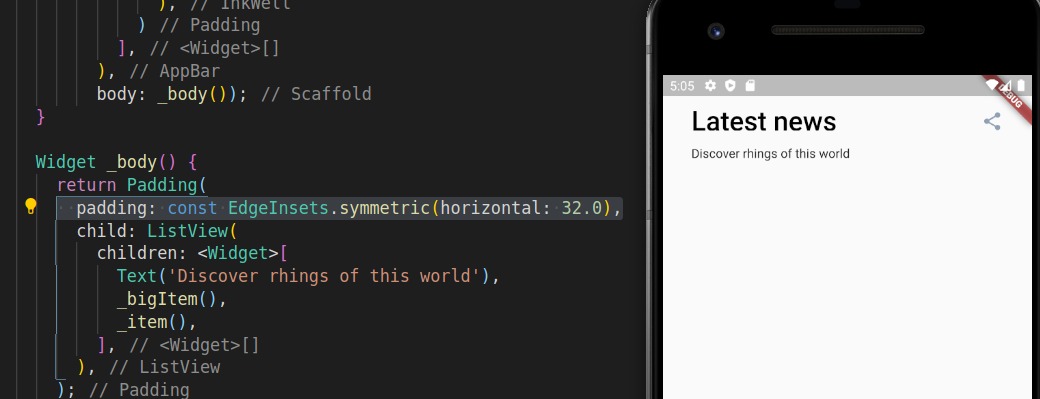 ), // InkWell
) // Padding
], // <Widget>[]
), // AppBar
body: _body()); // Scaffold
}
Widget _body() {
return Padding(
padding: const EdgeInsets.symmetric(horizontal: 32.0),
child: ListView(
children: <Widget>[
Text('Discover rhings of this world'),
_bigItem(),
_item(),
], // <Widget>[]
), // ListView
); // Padding
5:05
DEBUG
Latest news
Discover rhings of this world